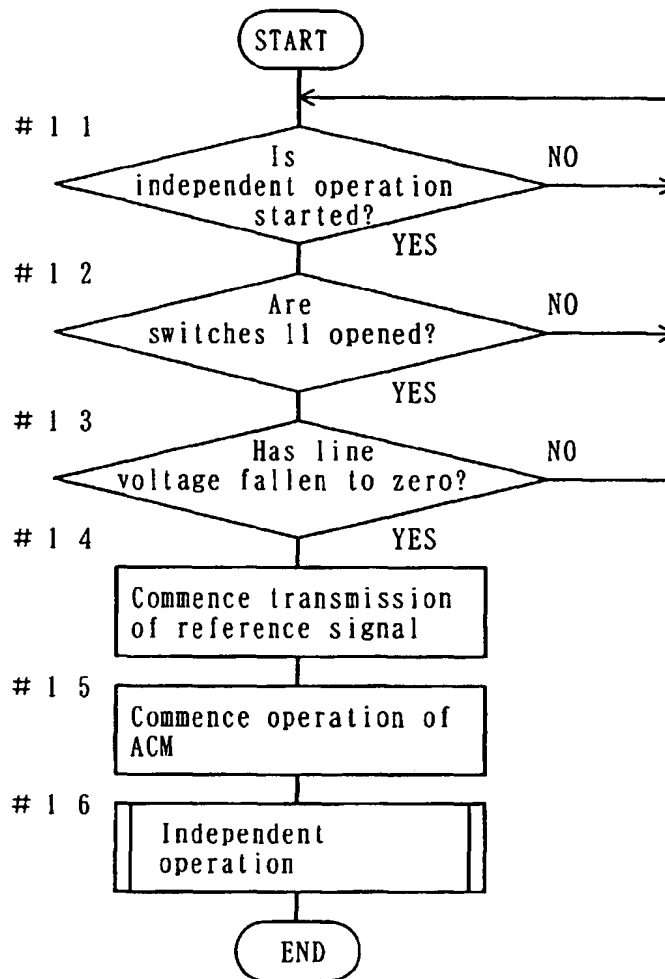 START
# 1 1
Is
independent operation
started?
NO
YES
# 1 2
Are
switches 11 opened?
NO
YES
# 1 3
Has line
voltage fallen to zero?
NO
YES
# 1 4
Commence transmission
of reference signal
# 1 5
Commence operation of
ACM
# 1 6
Independent
operation
END